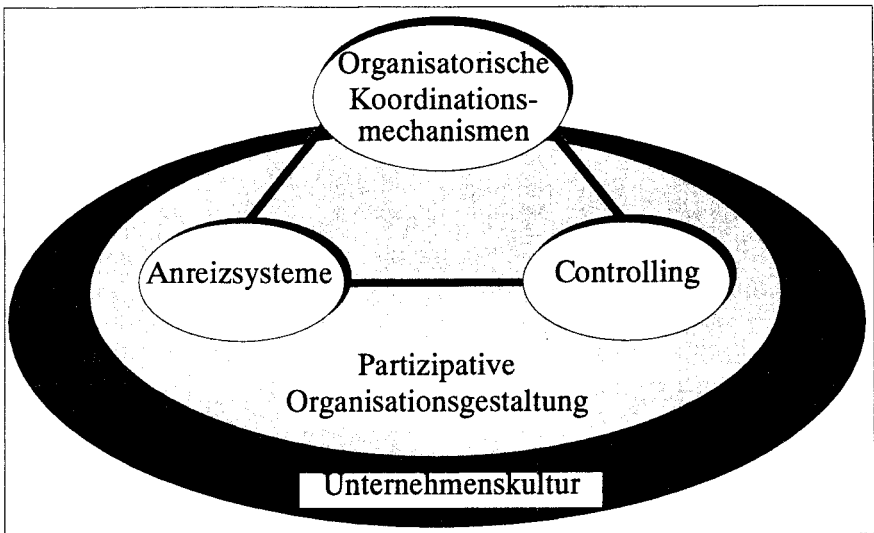 Organisatorische
Koordinations-
mechanismen
Anreizsysteme
Controlling
Partizipative
Organisationsgestaltung
Unternehmenskultur